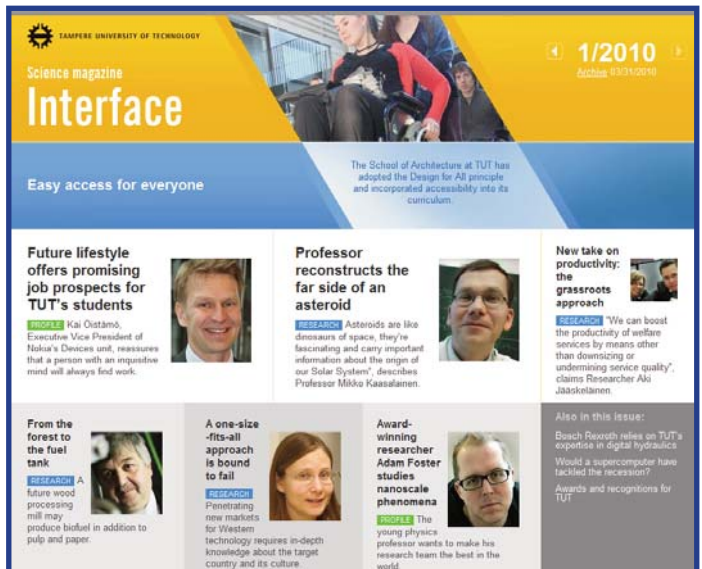 TAMPERE UNIVERSITY OF TECHNOLOGY
Science magazine
Interface
1/2010
Archive 03/31/2010
Easy access for everyone
The School of Architecture at TUT has
adopted the Design for All principle
and incorporated accessibility into its
curriculum.
Future lifestyle
offers promising
job prospects for
TUT's students
PROFILE Kai Öistämö,
Executive Vice President of
Nokia's Devices unit, reassures
that a person with an inquisitive
mind will always find work.
Professor
reconstructs the
far side of an
asteroid
RESEARCH Asteroids are like
dinosaurs of space, they're
fascinating and carry important
information about the origin of
our Solar System", describes
Professor Mikko Kaasalainen.
New take on
productivity:
the
grassroots
approach
RESEARCH "We can boost
the productivity of welfare
services by means other
than downsizing or
undermining service quality",
claims Researcher Aki
Jääskeläinen.
From the
forest to
the fuel
tank
RESEARCH A
future wood
processing
mill may
produce biofuel in addition to
pulp and paper.
A one-size
-fits-all
approach
is bound
to fail
RESEARCH
Penetrating
new markets
for Western
technology requires in-depth
knowledge about the target
country and its culture
Award-
winning
researcher
Adam Foster
studies
nanoscale
phenomena
PROFILE The
young physics
professor wants to make his
research team the best in the
world.
Also in this issue:
Bosch Rexroth relies on TUT's
expertise in digital hydraulics
Would a supercomputer have
tackled the recession?
Awards and recognitions for
TUT